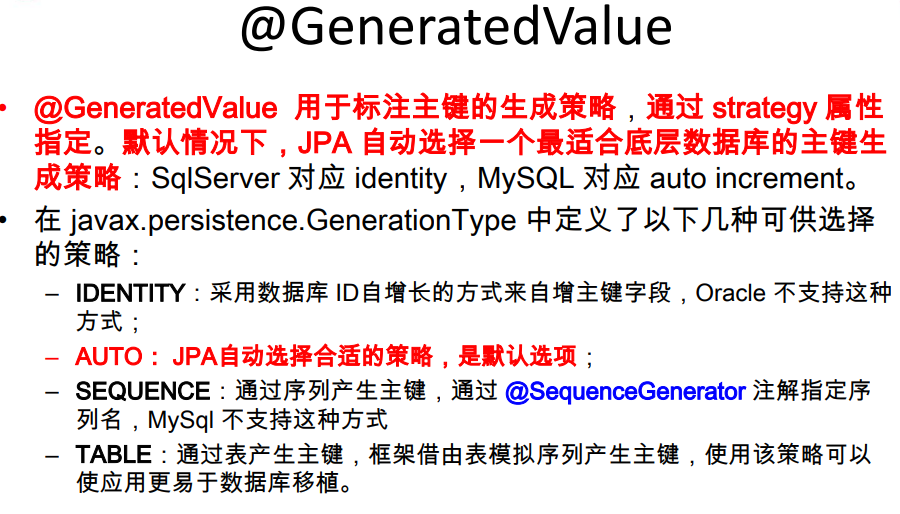 @GeneratedValue
• @GeneratedValue 用于标注主键的生成策略，通过 strategy 属性
指定。默认情况下，JPA 自动选择一个最适合底层数据库的主键生
成策略：SqlServer 对应 identity，MySQL 对应 auto increment。
• 在 javax.persistence.GenerationType 中定义了以下几种可供选择
的策略：
– IDENTITY：采用数据库 ID自增长的方式来自增主键字段，Oracle 不支持这种
方式；
– AUTO： JPA自动选择合适的策略，是默认选项；
– SEQUENCE：通过序列产生主键，通过 @SequenceGenerator 注解指定序
列名，MySql 不支持这种方式
– TABLE：通过表产生主键，框架借由表模拟序列产生主键，使用该策略可以
使应用更易于数据库移植。